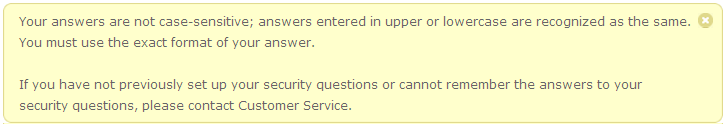 Your answers are not case-sensitive; answers entered in upper or lowercase are recognized as the same.
You must use the exact format of your answer.
If you have not previously set up your security questions or cannot remember the answers to your
security questions, please contact Customer Service.